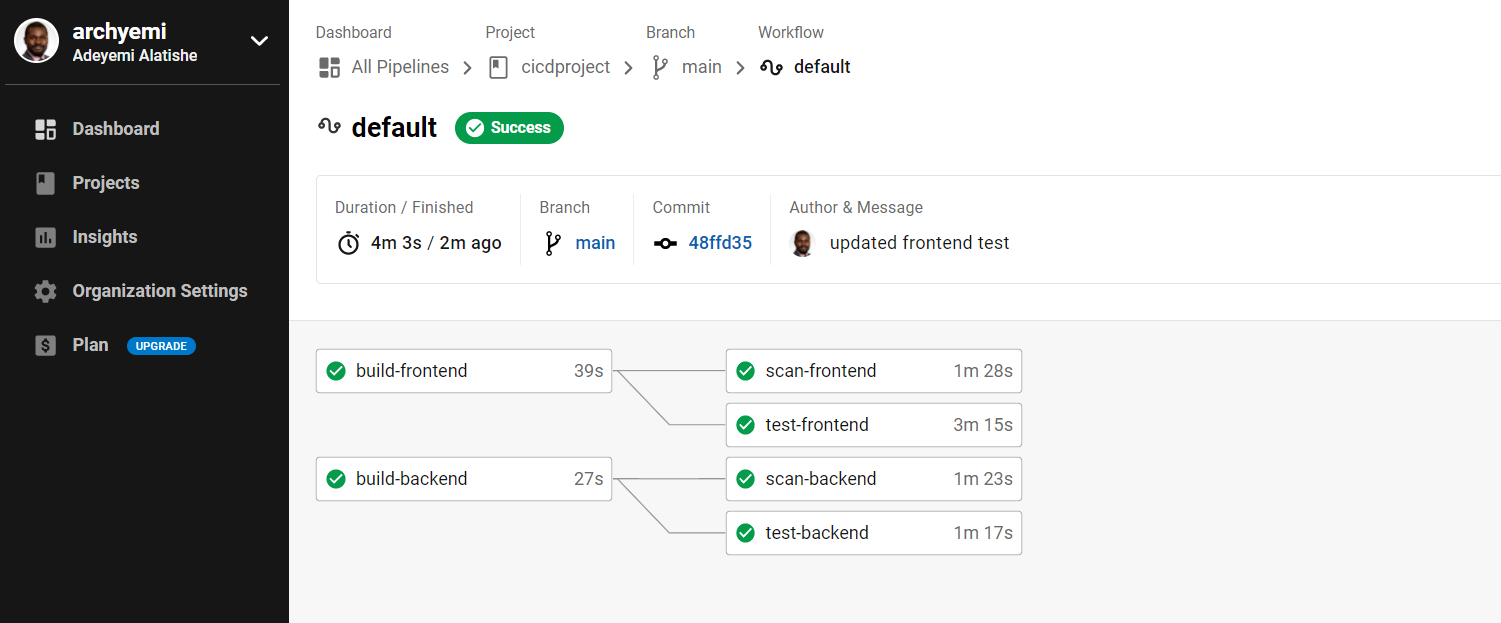 archyemi
Adeyemi Alatishe
Dashboard
Projects
Insights
Organization Settings
Plan UPGRADE
Dashboard Project Branch Workflow
All Pipelines cicdproject main default
default Success
Duration / Finished Branch Commit Author & Message
4m 3s / 2m ago main 48ffd35 updated frontend test
build-frontend 39s scan-frontend 1m 28s
test-frontend 3m 15s
build-backend 27s scan-backend 1m 23s
test-backend 1m 17s